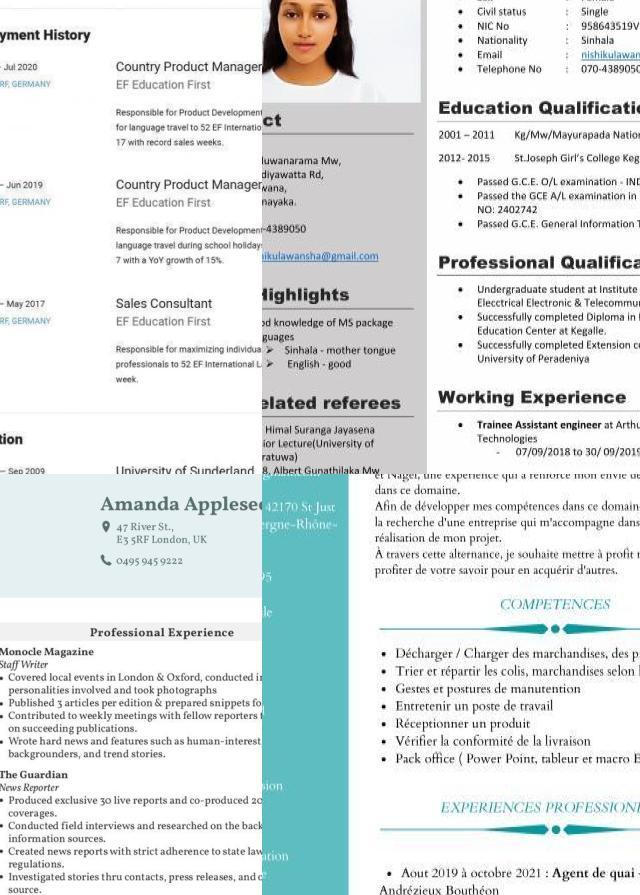 yment History
- Jul 2020
RF, GERMANY
Country Product Manager
EF Education First
Responsible for Product Development
for language travel to 52 EF Internatio
17 with record sales weeks.
- Jun 2019
RF, GERMANY
Country Product Manager
EF Education First
Responsible for Product Development
language travel during school holidays
7 with a YoY growth of 15%.
- May 2017
RF, GERMANY
Sales Consultant
EF Education First
Responsible for maximizing individua
professionals to 52 EF International L
week.
tion
- Sep 2009
University of Sunderland
ct
luwanarama Mw,
diyawatta Rd,
wana,
nayaka.
-4389050
ikulawansha@gmail.com
Highlights
od knowledge of MS package
guages
➢ Sinhala - mother tongue
➢ English - good
elated referees
Himal Suranga Jayasena
ior Lecture(University of
ratuwa)
8, Albert Gunathilaka Mw
• Civil status : Single
• NIC No : 958643519V
• Nationality : Sinhala
• Email : nishikulawan
• Telephone No : 070-4389050
Education Qualificatio
2001 – 2011 Kg/Mw/Mayurapada Nation
2012- 2015 St.Joseph Girl's College Keg
• Passed G.C.E. O/L examination - IND
• Passed the GCE A/L examination in
NO: 2402742
• Passed G.C.E. General Information T
Professional Qualifica
• Undergraduate student at Institute
Elecctrical Electronic & Telecommu
• Successfully completed Diploma in
Education Center at Kegalle.
• Successfully completed Extension co
University of Peradeniya
Working Experience
• Trainee Assistant engineer at Arthu
Technologies
- 07/09/2018 to 30/ 09/2019
Amanda Applesee
47 River St.,
E3 5RF London, UK
0495 945 9222
Professional Experience
Monocle Magazine
Staff Writer
• Covered local events in London & Oxford, conducted in
personalities involved and took photographs
• Published 3 articles per edition & prepared snippets fo
• Contributed to weekly meetings with fellow reporters t
on succeeding publications.
• Wrote hard news and features such as human-interest
backgrounders, and trend stories.
The Guardian
News Reporter
• Produced exclusive 30 live reports and co-produced 20
coverages.
• Conducted field interviews and researched on the back
information sources.
• Created news reports with strict adherence to state law
regulations.
• Investigated stories thru contacts, press releases, and c
source.
42170 St Just
ergne-Rhône-
95
le
sion
ation
et Nagel, une expérience qui a renforcé mon envie de
dans ce domaine.
Afin de développer mes compétences dans ce domain
la recherche d'une entreprise qui m'accompagne dans
réalisation de mon projet.
À travers cette alternance, je souhaite mettre à profit m
profiter de votre savoir pour en acquérir d'autres.
COMPETENCES
• Décharger / Charger des marchandises, des p
• Trier et répartir les colis, marchandises selon l
• Gestes et postures de manutention
• Entretenir un poste de travail
• Réceptionner un produit
• Vérifier la conformité de la livraison
• Pack office ( Power Point, tableur et macro E
EXPERIENCES PROFESSIONN
• Aout 2019 à octobre 2021 : Agent de quai
Andrézieux Bouthéon